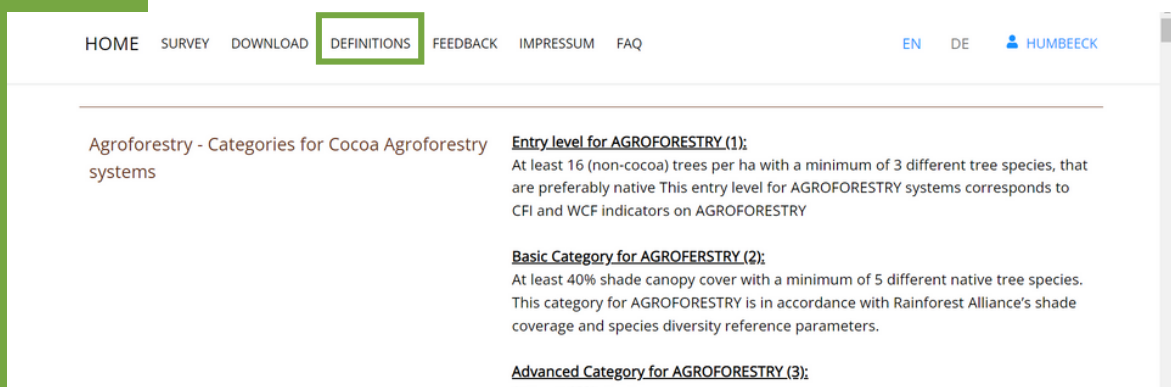 HOME SURVEY DOWNLOAD DEFINITIONS FEEDBACK IMPRESSUM FAQ EN DE HUMBEECK
Agroforestry - Categories for Cocoa Agroforestry
systems
Entry level for AGROFORESTRY (1):
At least 16 (non-cocoa) trees per ha with a minimum of 3 different tree species, that
are preferably native This entry level for AGROFORESTRY systems corresponds to
CFI and WCF indicators on AGROFORESTRY
Basic Category for AGROFERSTRY (2):
At least 40% shade canopy cover with a minimum of 5 different native tree species.
This category for AGROFORESTRY is in accordance with Rainforest Alliance’s shade
coverage and species diversity reference parameters.
Advanced Category for AGROFORESTRY (3):